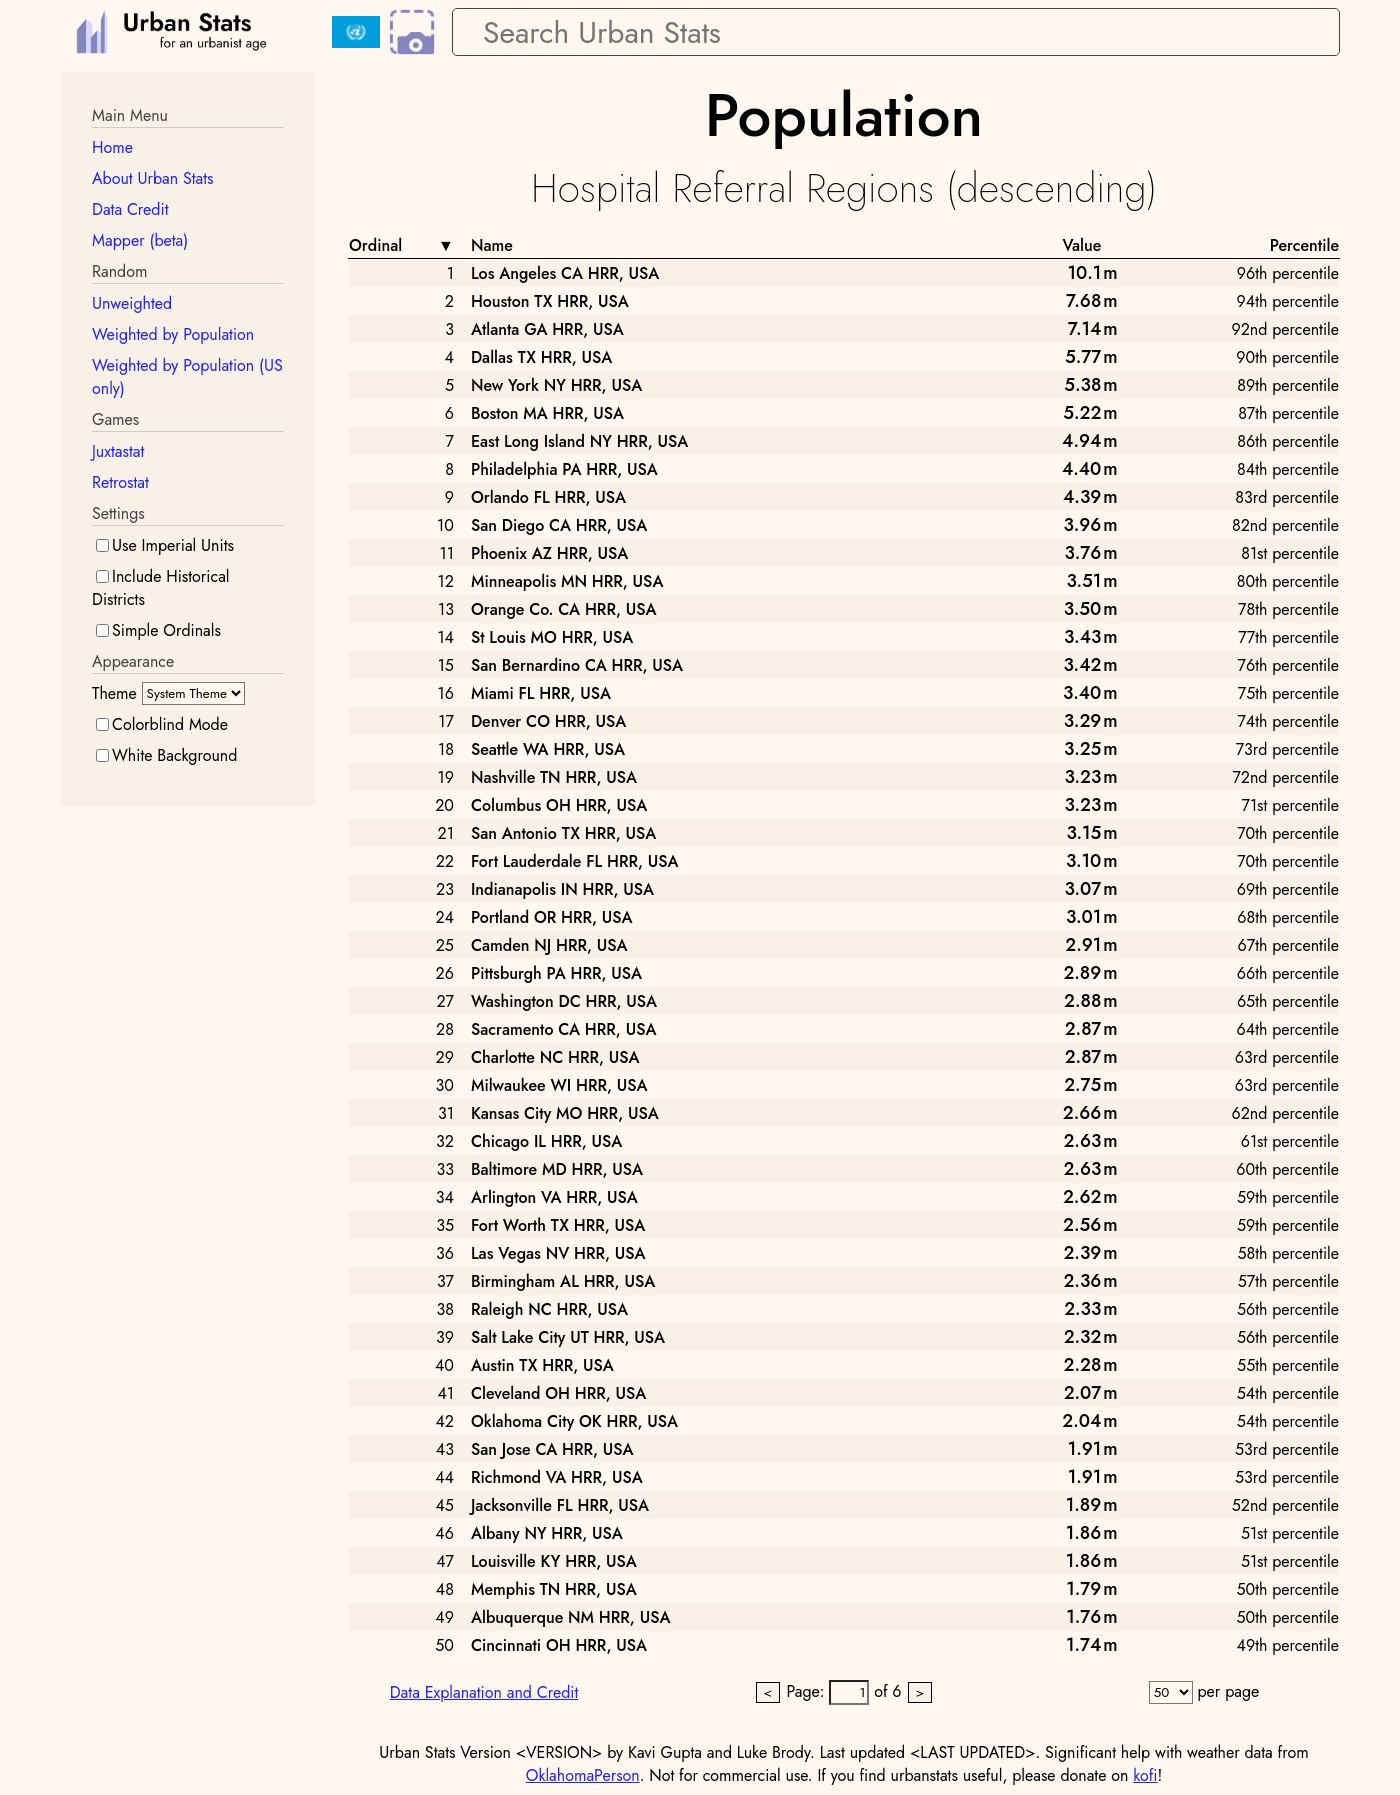 Urban Stats
for an urbanist age
Search Urban Stats
Main Menu
Home
About Urban Stats
Data Credit
Mapper (beta)
Random
Unweighted
Weighted by Population
Weighted by Population (US
only)
Games
Juxtastat
Retrostat
Settings
Use Imperial Units
Include Historical
Districts
Simple Ordinals
Appearance
Theme System Theme
Colorblind Mode
White Background
Population
Hospital Referral Regions (descending)
Ordinal ▼ Name Value Percentile
1 Los Angeles CA HRR, USA 10.1 m 96th percentile
2 Houston TX HRR, USA 7.68 m 94th percentile
3 Atlanta GA HRR, USA 7.14 m 92nd percentile
4 Dallas TX HRR, USA 5.77 m 90th percentile
5 New York NY HRR, USA 5.38 m 89th percentile
6 Boston MA HRR, USA 5.22 m 87th percentile
7 East Long Island NY HRR, USA 4.94 m 86th percentile
8 Philadelphia PA HRR, USA 4.40 m 84th percentile
9 Orlando FL HRR, USA 4.39 m 83rd percentile
10 San Diego CA HRR, USA 3.96 m 82nd percentile
11 Phoenix AZ HRR, USA 3.76 m 81st percentile
12 Minneapolis MN HRR, USA 3.51 m 80th percentile
13 Orange Co. CA HRR, USA 3.50 m 78th percentile
14 St Louis MO HRR, USA 3.43 m 77th percentile
15 San Bernardino CA HRR, USA 3.42 m 76th percentile
16 Miami FL HRR, USA 3.40 m 75th percentile
17 Denver CO HRR, USA 3.29 m 74th percentile
18 Seattle WA HRR, USA 3.25 m 73rd percentile
19 Nashville TN HRR, USA 3.23 m 72nd percentile
20 Columbus OH HRR, USA 3.23 m 71st percentile
21 San Antonio TX HRR, USA 3.15 m 70th percentile
22 Fort Lauderdale FL HRR, USA 3.10 m 70th percentile
23 Indianapolis IN HRR, USA 3.07 m 69th percentile
24 Portland OR HRR, USA 3.01 m 68th percentile
25 Camden NJ HRR, USA 2.91 m 67th percentile
26 Pittsburgh PA HRR, USA 2.89 m 66th percentile
27 Washington DC HRR, USA 2.88 m 65th percentile
28 Sacramento CA HRR, USA 2.87 m 64th percentile
29 Charlotte NC HRR, USA 2.87 m 63rd percentile
30 Milwaukee WI HRR, USA 2.75 m 63rd percentile
31 Kansas City MO HRR, USA 2.66 m 62nd percentile
32 Chicago IL HRR, USA 2.63 m 61st percentile
33 Baltimore MD HRR, USA 2.63 m 60th percentile
34 Arlington VA HRR, USA 2.62 m 59th percentile
35 Fort Worth TX HRR, USA 2.56 m 59th percentile
36 Las Vegas NV HRR, USA 2.39 m 58th percentile
37 Birmingham AL HRR, USA 2.36 m 57th percentile
38 Raleigh NC HRR, USA 2.33 m 56th percentile
39 Salt Lake City UT HRR, USA 2.32 m 56th percentile
40 Austin TX HRR, USA 2.28 m 55th percentile
41 Cleveland OH HRR, USA 2.07 m 54th percentile
42 Oklahoma City OK HRR, USA 2.04 m 54th percentile
43 San Jose CA HRR, USA 1.91 m 53rd percentile
44 Richmond VA HRR, USA 1.91 m 53rd percentile
45 Jacksonville FL HRR, USA 1.89 m 52nd percentile
46 Albany NY HRR, USA 1.86 m 51st percentile
47 Louisville KY HRR, USA 1.86 m 51st percentile
48 Memphis TN HRR, USA 1.79 m 50th percentile
49 Albuquerque NM HRR, USA 1.76 m 50th percentile
50 Cincinnati OH HRR, USA 1.74 m 49th percentile
Data Explanation and Credit < Page: 1 of 6 > 50 per page
Urban Stats Version <VERSION> by Kavi Gupta and Luke Brody. Last updated <LAST UPDATED>. Significant help with weather data from
OklahomaPerson. Not for commercial use. If you find urbanstats useful, please donate on kofi!